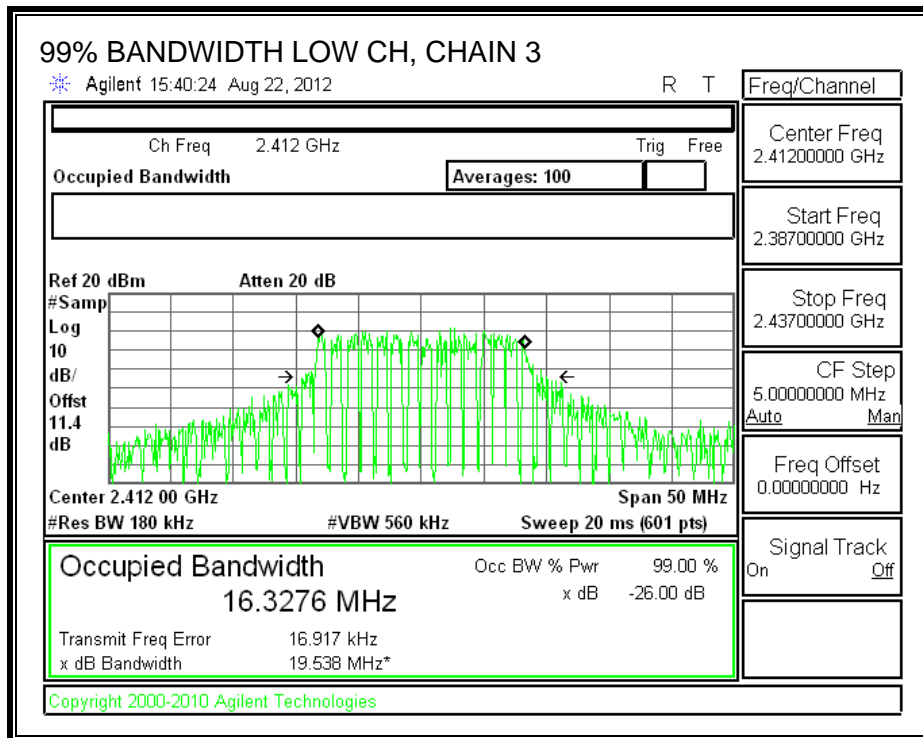 99% BANDWIDTH LOW CH, CHAIN 3
Agilent 15:40:24 Aug 22, 2012 R T
Ch Freq 2.412 GHz Trig Free
Occupied Bandwidth Averages: 100
Ref 20 dBm Atten 20 dB
#Samp
Log
10
dB/
Offst
11.4
dB
Center 2.412 00 GHz Span 50 MHz
#Res BW 180 kHz #VBW 560 kHz Sweep 20 ms (601 pts)
Occupied Bandwidth Occ BW % Pwr 99.00 %
16.3276 MHz x dB -26.00 dB
Transmit Freq Error 16.917 kHz
x dB Bandwidth 19.538 MHz*
Copyright 2000-2010 Agilent Technologies
Freq/Channel
Center Freq
2.41200000 GHz
Start Freq
2.38700000 GHz
Stop Freq
2.43700000 GHz
CF Step
5.00000000 MHz
Auto Man
Freq Offset
0.00000000 Hz
Signal Track
On Off